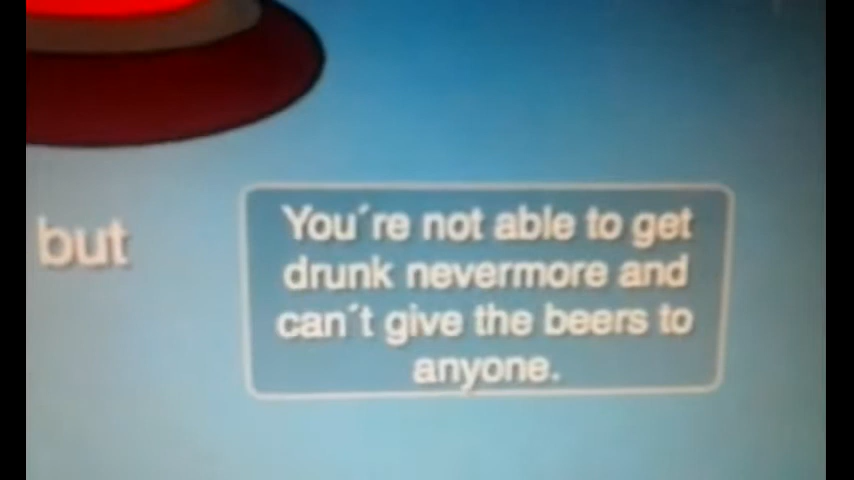 but
You´re not able to get
drunk nevermore and
can´t give the beers to
anyone.